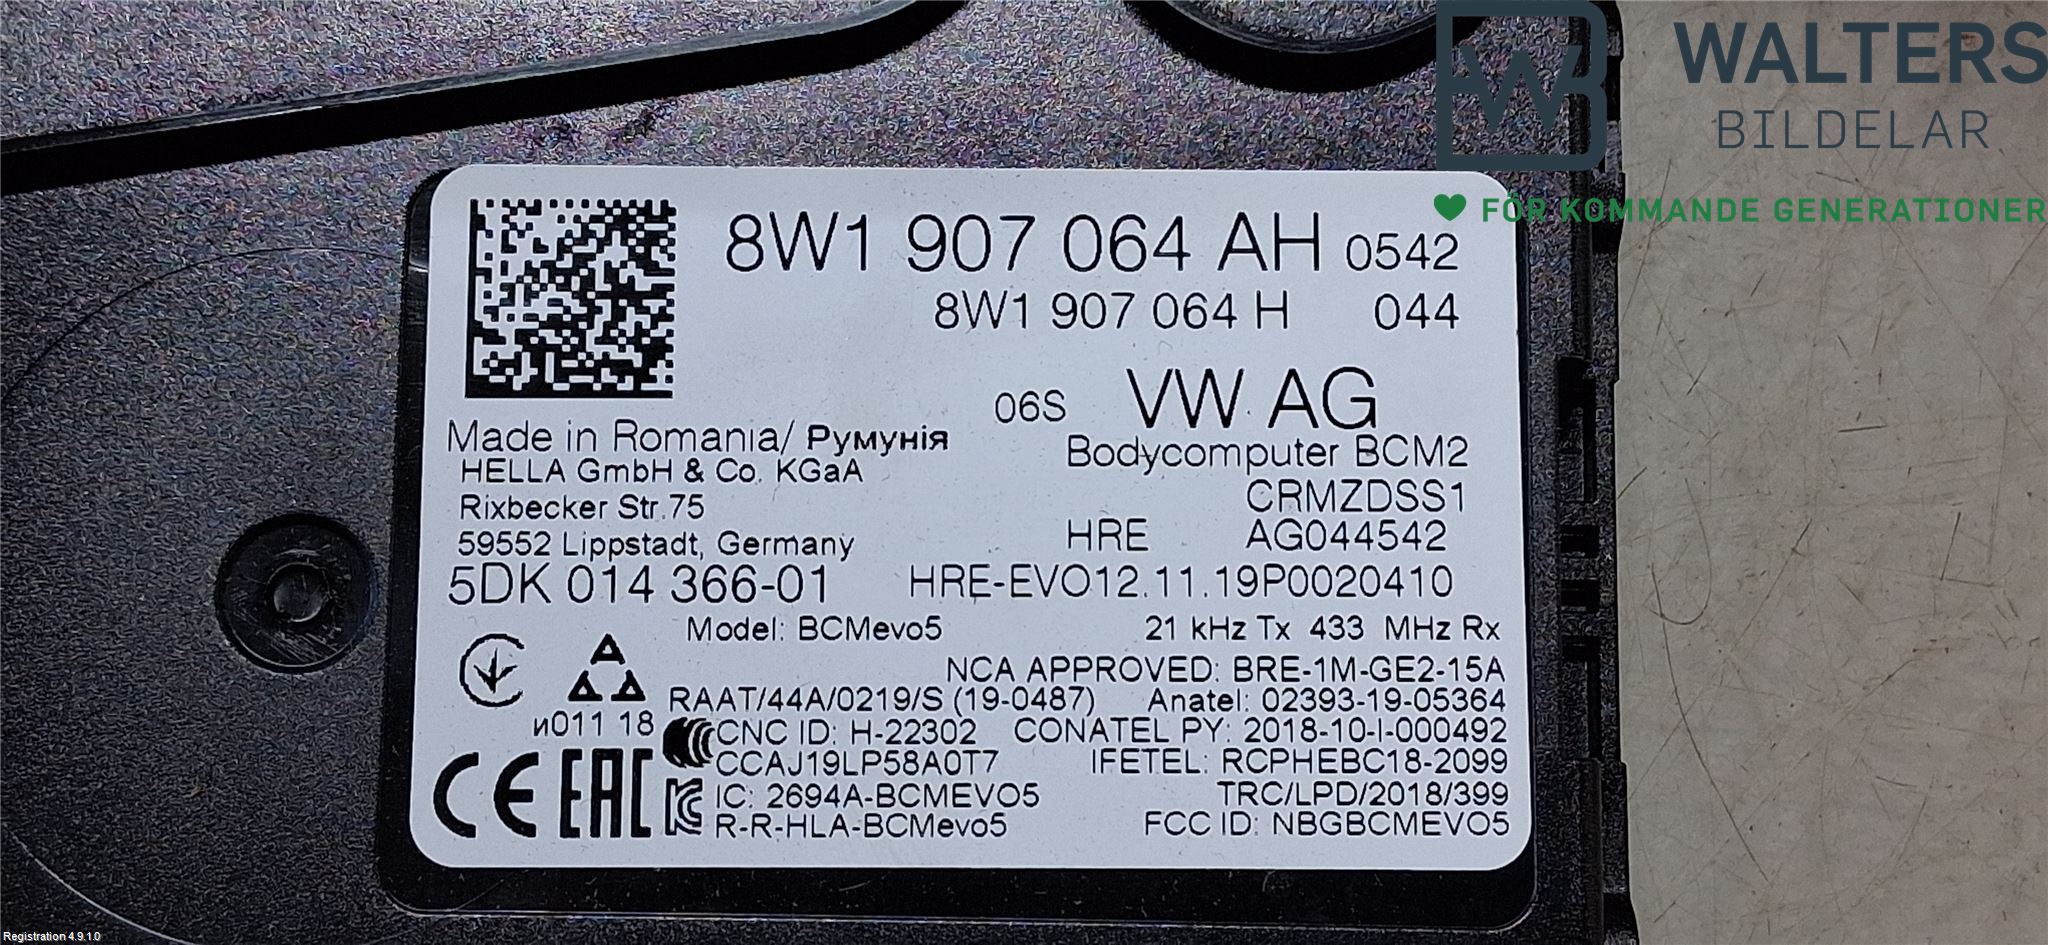 WALTERS
BILDELAR
FÖR KOMMANDE GENERATIONER
8W1 907 064 AH 0542
8W1 907 064 H 044
06S VW AG
Made in Romania/ Румунія
Bodycomputer BCM2
HELLA GmbH & Co. KGaA
CRMZDSS1
Rixbecker Str.75
HRE AG044542
59552 Lippstadt, Germany
5DK 014 366-01 HRE-EVO12.11.19P0020410
Model: BCMevo5 21 kHz Tx 433 MHz Rx
NCA APPROVED: BRE-1M-GE2-15A
RAAT/44A/0219/S (19-0487) Anatel: 02393-19-05364
и011 18 CNC ID: H-22302 CONATEL PY: 2018-10-I-000492
CCAJ19LP58A0T7 IFETEL: RCPHEBC18-2099
CE EAC IC: 2694A-BCMEVO5 TRC/LPD/2018/399
R-R-HLA-BCMevo5 FCC ID: NBGBCMEVO5
Registration 4.9.1.0